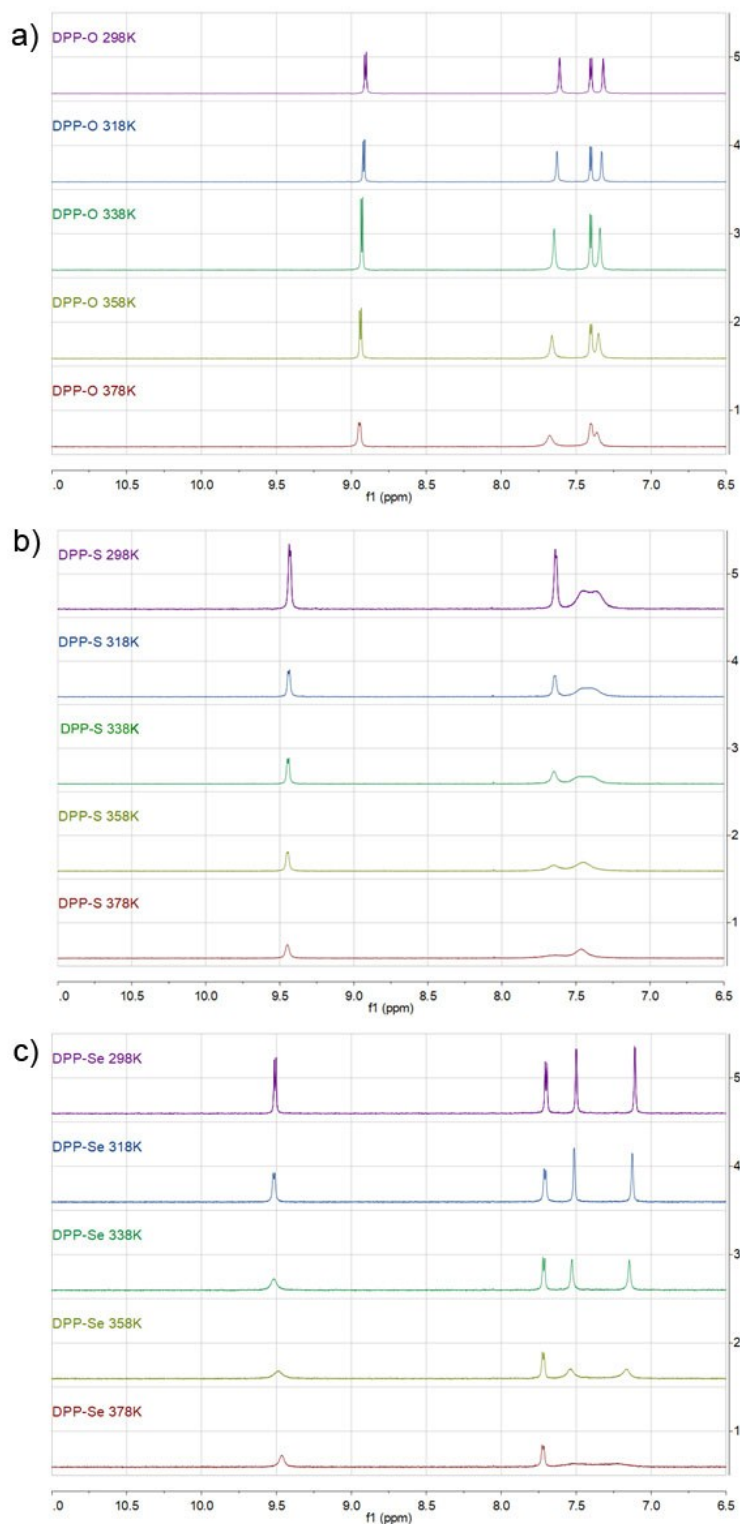 a)
DPP-O 298K
5
DPP-O 318K
4
DPP-O 338K
3
DPP-O 358K
2
DPP-O 378K
1
.0 10.5 10.0 9.5 9.0 8.5 8.0 7.5 7.0 6.5
f1 (ppm)
b)
DPP-S 298K
5
DPP-S 318K
4
DPP-S 338K
3
DPP-S 358K
2
DPP-S 378K
1
.0 10.5 10.0 9.5 9.0 8.5 8.0 7.5 7.0 6.5
f1 (ppm)
c)
DPP-Se 298K
5
DPP-Se 318K
4
DPP-Se 338K
3
DPP-Se 358K
2
DPP-Se 378K
1
.0 10.5 10.0 9.5 9.0 8.5 8.0 7.5 7.0 6.5
f1 (ppm)